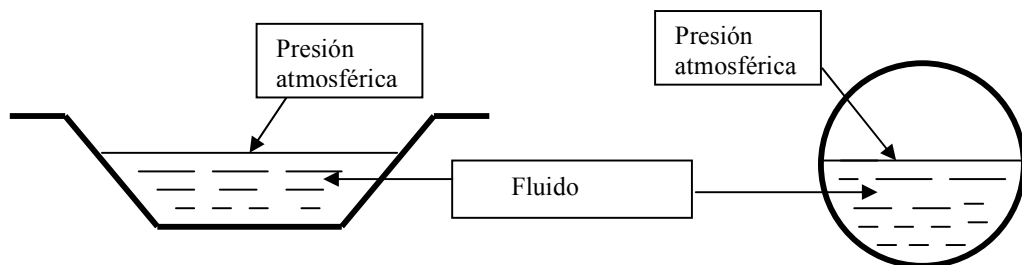 Presión
atmosférica
Presión
atmosférica
Fluido